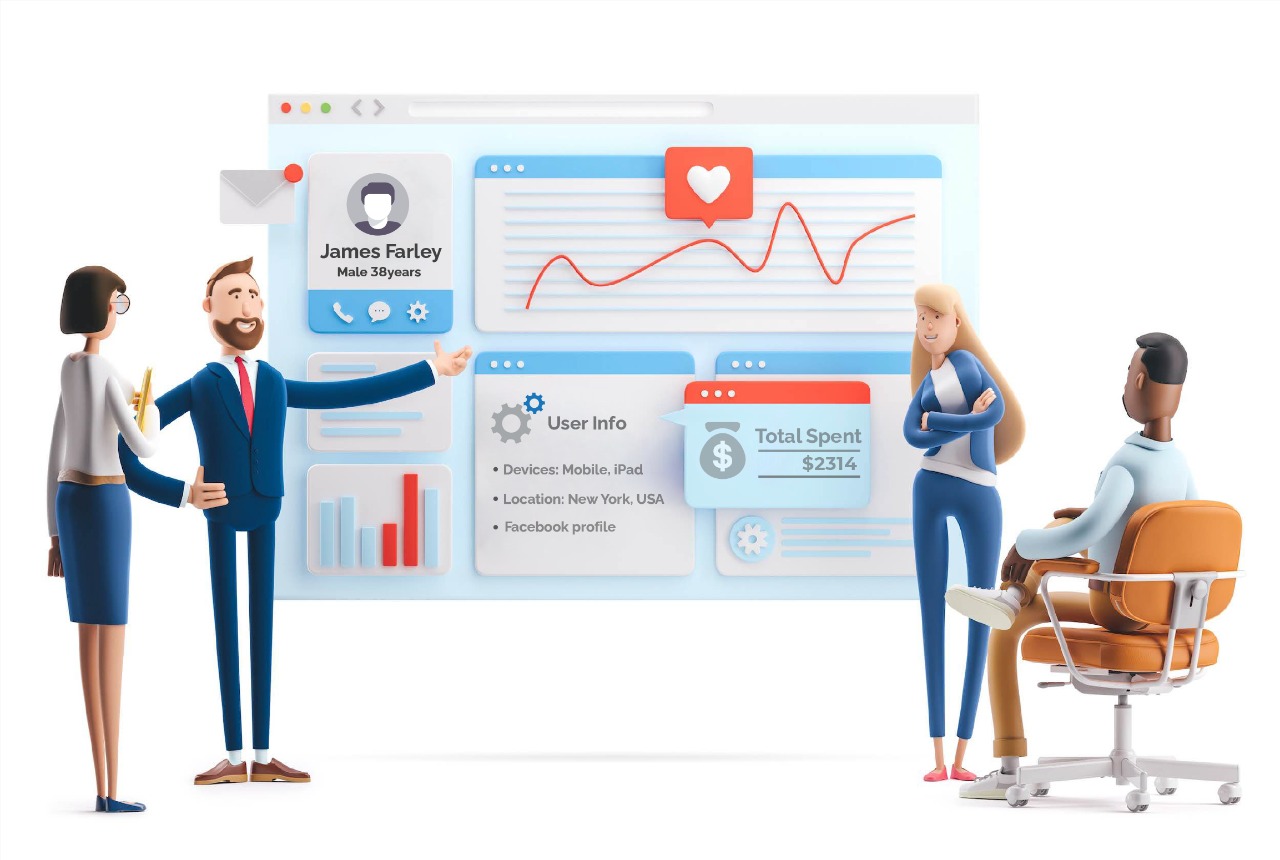 James Farley
Male 38years
User Info
• Devices: Mobile, iPad
• Location: New York, USA
• Facebook profile
Total Spent
$2314
$